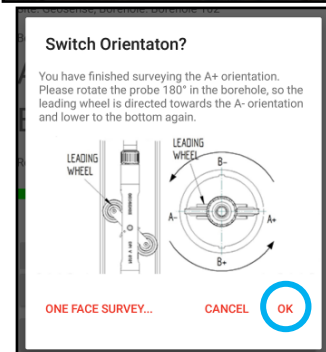 Switch Orientaton?
You have finished surveying the A+ orientation.
Please rotate the probe 180° in the borehole, so the
leading wheel is directed towards the A- orientation
and lower to the bottom again.
LEADING
WHEEL
LEADING
WHEEL
B-
A-
A+
B+
ONE FACE SURVEY...
CANCEL
OK